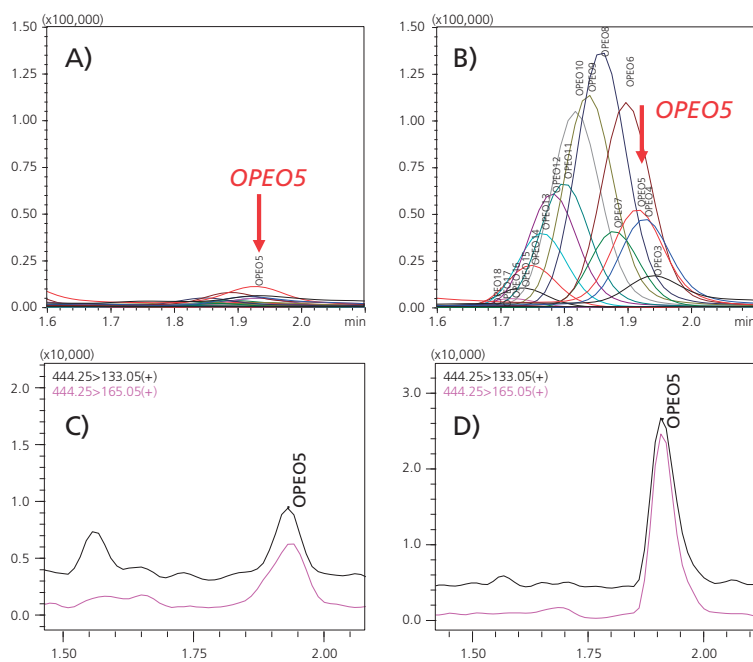 (x100,000)
1.50
1.25
1.00
0.75
0.50
0.25
0.00
A)
OPEO5
OPEO5
1.6
1.7
1.8
1.9
2.0
min
(x100,000)
1.50
1.25
1.00
0.75
0.50
0.25
0.00
B)
OPEO18
OPEO17
OPEO16
OPEO15
OPEO14
OPEO13
OPEO12
OPEO11
OPEO10
OPEO9
OPEO8
OPEO7
OPEO6
OPEO5
OPEO4
OPEO3
OPEO5
1.6
1.7
1.8
1.9
2.0
min
(x10,000)
444.25>133.05(+)
444.25>165.05(+)
2.0
1.0
0.5
0.0
C)
OPEO5
1.50
1.75
2.00
(x10,000)
444.25>133.05(+)
444.25>165.05(+)
3.0
2.0
1.0
0.0
D)
OPEO5
1.50
1.75
2.00